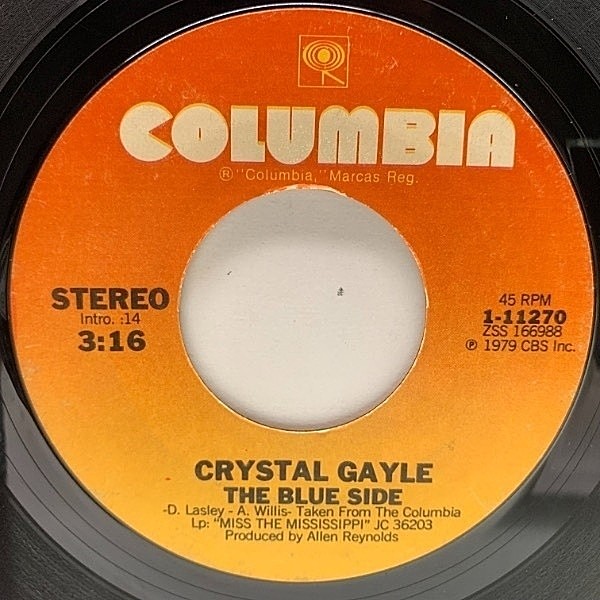 COLUMBIA
® "Columbia," Marcas Reg.
STEREO
Intro. :14
3:16
45 RPM
1-11270
ZSS 166988
℗ 1979 CBS Inc.
CRYSTAL GAYLE
THE BLUE SIDE
-D. Lasley - A. Willis- Taken From The Columbia
Lp: "MISS THE MISSISSIPPI" JC 36203
Produced by Allen Reynolds